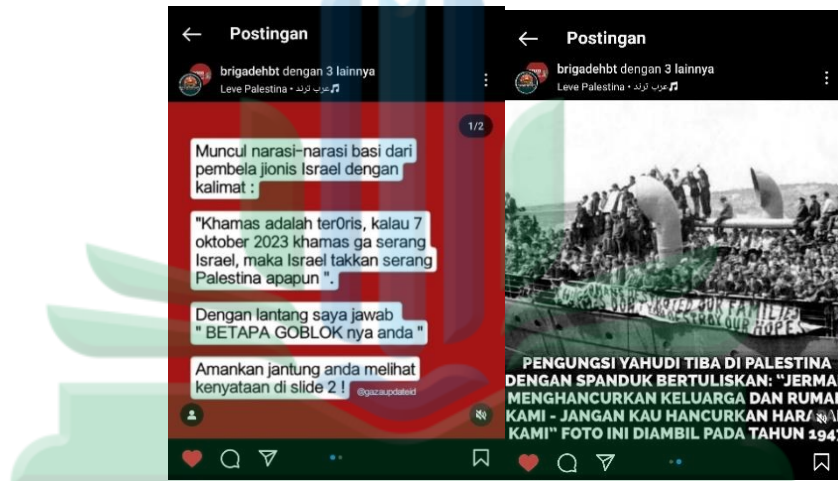 Postingan
brigadehbt dengan 3 lainnya
Leve Palestina • عرب ترند
1/2
Muncul narasi-narasi basi dari
pembela jionis Israel dengan
kalimat :
"Khamas adalah ter0ris, kalau 7
oktober 2023 khamas ga serang
Israel, maka Israel takkan serang
Palestina apapun ".
Dengan lantang saya jawab
" BETAPA GOBLOK nya anda "
Amankan jantung anda melihat
kenyataan di slide 2 !
@gazaupdateid
Postingan
brigadehbt dengan 3 lainnya
Leve Palestina • عرب ترند
OUR FAMILIES
OUR HOPES
PENGUNGSI YAHUDI TIBA DI PALESTINA
DENGAN SPANDUK BERTULISKAN: "JERMA
MENGHANCURKAN KELUARGA DAN RUMA
KAMI - JANGAN KAU HANCURKAN HARA
KAMI" FOTO INI DIAMBIL PADA TAHUN 194